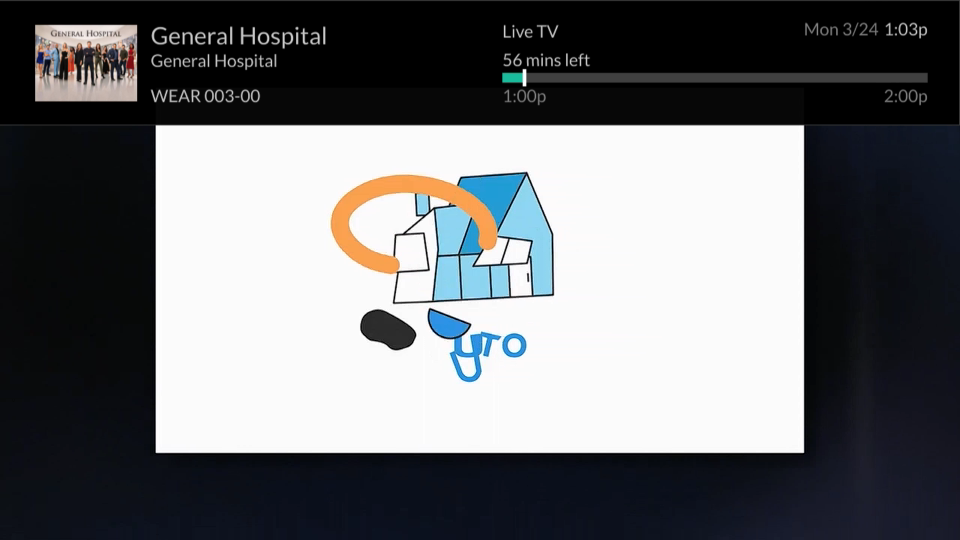 GENERAL HOSPITAL
General Hospital
General Hospital
WEAR 003-00
Live TV
56 mins left
1:00p
2:00p
Mon 3/24 1:03p
UTO